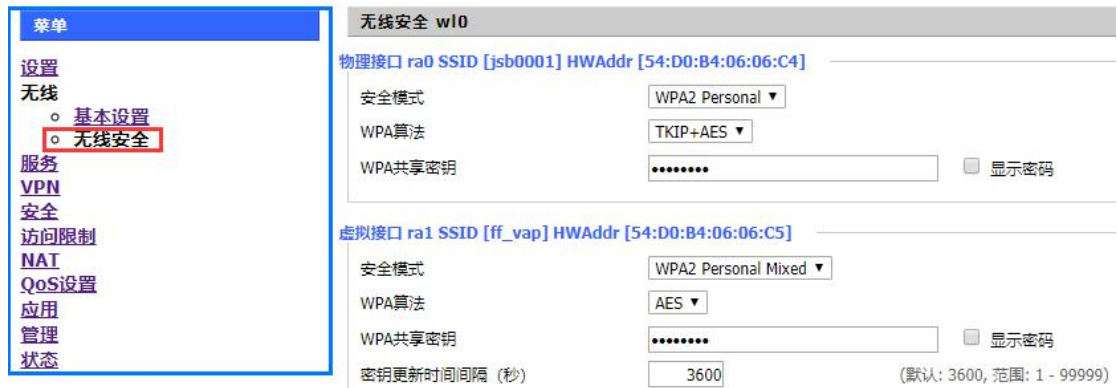 菜单
设置
无线
基本设置
无线安全
服务
VPN
安全
访问限制
NAT
QoS设置
应用
管理
状态
无线安全 wl0
物理接口 ra0 SSID [jsb0001] HWAddr [54:D0:B4:06:06:C4]
安全模式 WPA2 Personal
WPA算法 TKIP+AES
WPA共享密钥 •••••••• 显示密码
虚拟接口 ra1 SSID [ff_vap] HWAddr [54:D0:B4:06:06:C5]
安全模式 WPA2 Personal Mixed
WPA算法 AES
WPA共享密钥 •••••••• 显示密码
密钥更新时间间隔（秒） 3600 (默认: 3600, 范围: 1 - 99999)